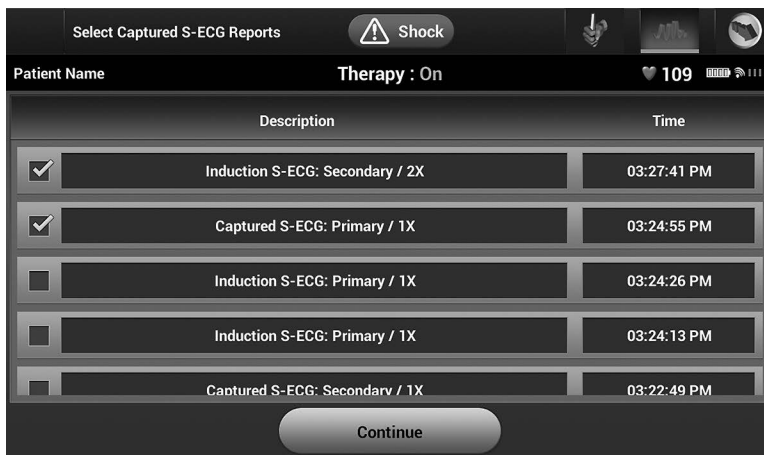 Select Captured S-ECG Reports Shock
Patient Name Therapy : On 109
Description Time
Induction S-ECG: Secondary / 2X 03:27:41 PM
Captured S-ECG: Primary / 1X 03:24:55 PM
Induction S-ECG: Primary / 1X 03:24:26 PM
Induction S-ECG: Primary / 1X 03:24:13 PM
Captured S-ECG: Secondary / 1X 03:22:49 PM
Continue